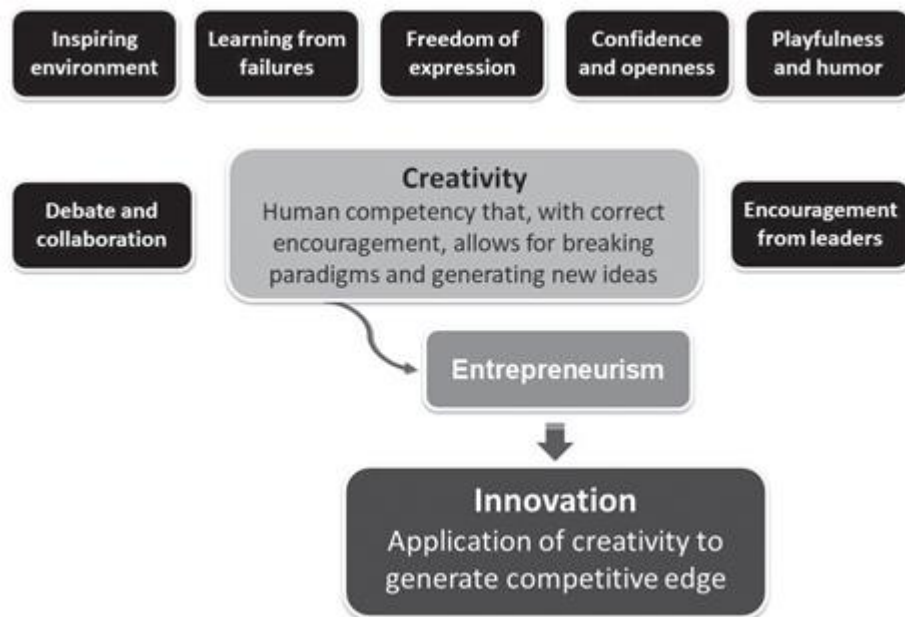 Inspiring
environment
Learning from
failures
Freedom of
expression
Confidence
and openness
Playfulness
and humor
Debate and
collaboration
Creativity
Human competency that, with correct
encouragement, allows for breaking
paradigms and generating new ideas
Encouragement
from leaders
Entrepreneurism
Innovation
Application of creativity to
generate competitive edge